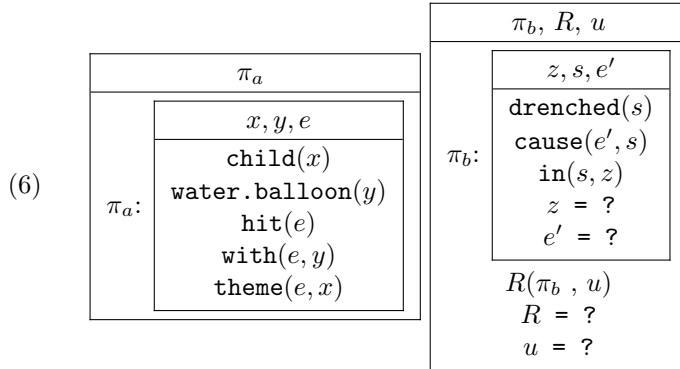 (6)
π_a
π_a:
x, y, e
child(x)
water.balloon(y)
hit(e)
with(e, y)
theme(e, x)
π_b, R, u
π_b:
z, s, e′
drenched(s)
cause(e′, s)
in(s, z)
z = ?
e′ = ?
R(π_b , u)
R = ?
u = ?